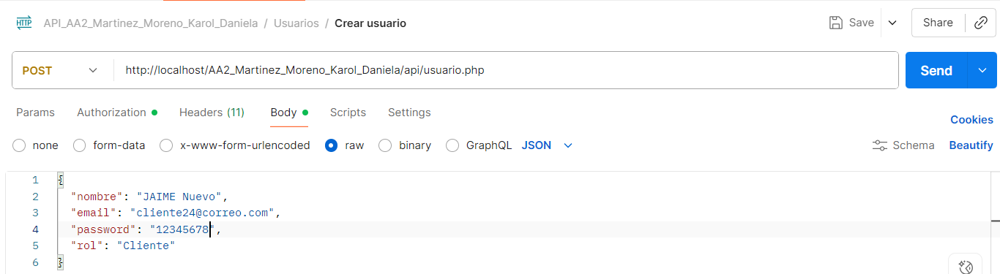 HTTP API_AA2_Martinez_Moreno_Karol_Daniela / Usuarios / Crear usuario Save Share
POST http://localhost/AA2_Martinez_Moreno_Karol_Daniela/api/usuario.php Send
Params Authorization Headers (11) Body Scripts Settings Cookies
none form-data x-www-form-urlencoded raw binary GraphQL JSON Schema Beautify
1 {
2 "nombre": "JAIME Nuevo",
3 "email": "cliente24@correo.com",
4 "password": "12345678",
5 "rol": "Cliente"
6 }